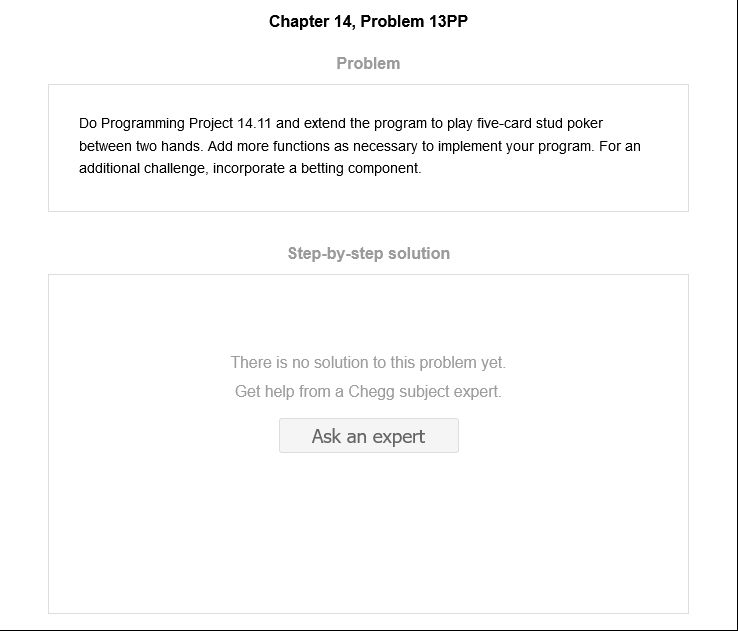 Chapter 14, Problem 13PP
Problem
Do Programming Project 14.11 and extend the program to play five-card stud poker
between two hands. Add more functions as necessary to implement your program. For an
additional challenge, incorporate a betting component.
Step-by-step solution
There is no solution to this problem yet.
Get help from a Chegg subject expert.
Ask an expert